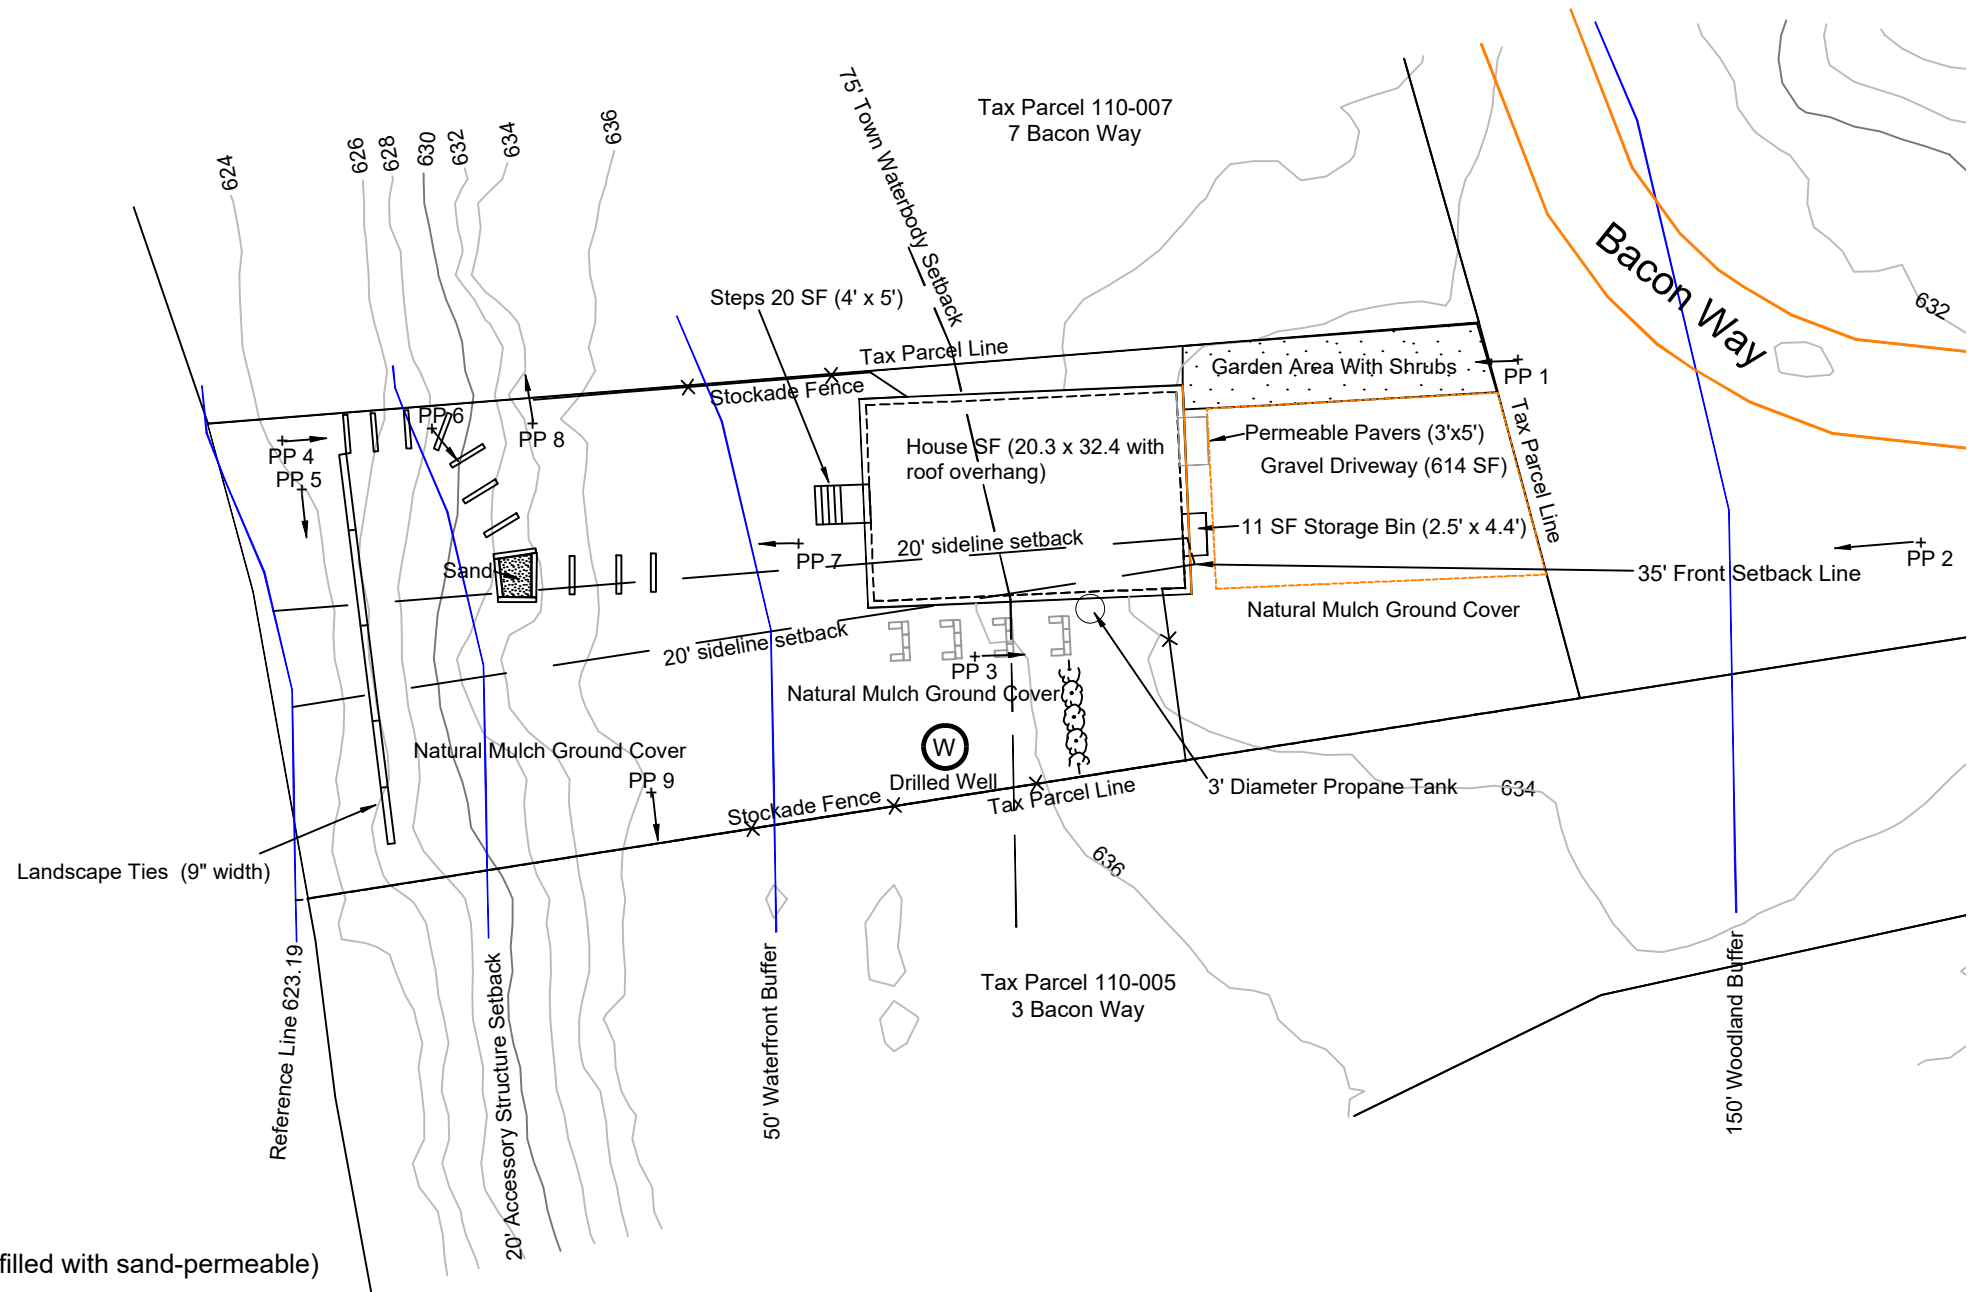 Tax Parcel 110-007
7 Bacon Way
75' Town Waterbody Setback
624
626
628
630
632
634
636
Bacon Way
632
Steps 20 SF (4' x 5')
Tax Parcel Line
Stockade Fence
Garden Area With Shrubs
PP 1
PP 6
PP 8
PP 4
PP 5
House SF (20.3 x 32.4 with
roof overhang)
Permeable Pavers (3'x5')
Gravel Driveway (614 SF)
Tax Parcel Line
11 SF Storage Bin (2.5' x 4.4')
20' sideline setback
PP 7
PP 2
Sand
35' Front Setback Line
Natural Mulch Ground Cover
20' sideline setback
PP 3
Natural Mulch Ground Cover
Natural Mulch Ground Cover
W
Drilled Well
PP 9
3' Diameter Propane Tank
634
Stockade Fence
Tax Parcel Line
Landscape Ties (9" width)
636
Tax Parcel 110-005
3 Bacon Way
Reference Line 623.19
20' Accessory Structure Setback
50' Waterfront Buffer
150' Woodland Buffer
filled with sand-permeable)